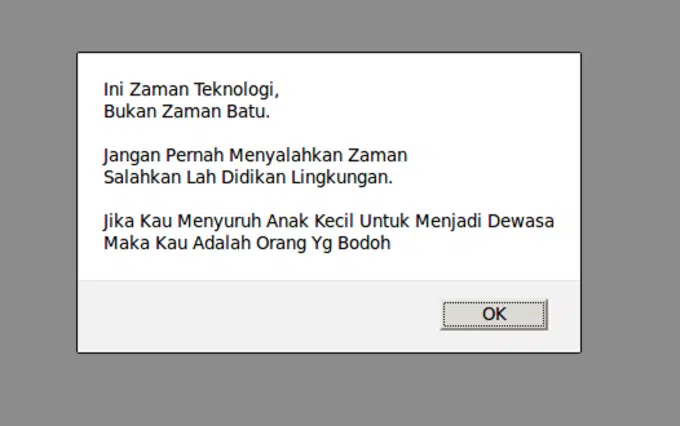 Ini Zaman Teknologi,
Bukan Zaman Batu.
Jangan Pernah Menyalahkan Zaman
Salahkan Lah Didikan Lingkungan.
Jika Kau Menyuruh Anak Kecil Untuk Menjadi Dewasa
Maka Kau Adalah Orang Yg Bodoh
OK